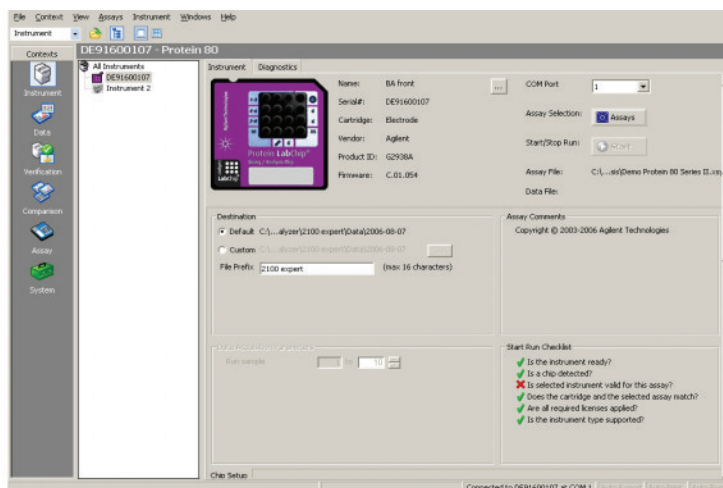 File Context View Assays Instrument Windows Help
Instrument
Contexts
DE91600107 - Protein 80
Instrument
Data
Verification
Comparison
Assay
System
All Instruments
DE91600107
Instrument 2
Instrument Diagnostics
Agilent Technologies
Protein LabChip®
LabChip®
Name: BA front
...
Serial#: DE91600107
Cartridge: Electrode
Vendor: Agilent
Product ID: G2938A
Firmware: C.01.054
COM Port 1
Assay Selection: Assays
Start/Stop Run: Start
Assay File: C:\,...sis\Demo Protein 80 Series II.xsy
Data File:
Destination
Default C:\,...alyzer\2100 expert\Data\2006-08-07
Custom C:\,...alyzer\2100 expert\Data\2006-08-07
File Prefix 2100 expert (max 16 characters)
Assay Comments
Copyright © 2003-2006 Agilent Technologies
Data Acquisition Parameters
Run sample to 10
Start Run Checklist
Is the instrument ready?
Is a chip detected?
Is selected instrument valid for this assay?
Does the cartridge and the selected assay match?
Are all required licenses applied?
Is the instrument type supported?
Chip Setup
Connected to DE91600107 at COM 1